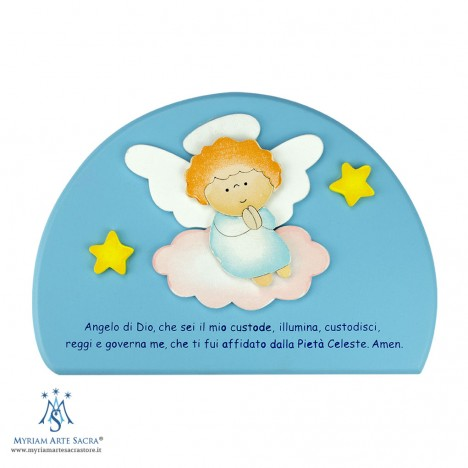 Angelo di Dio, che sei il mio custode, illumina, custodisci,
reggi e governa me, che ti fui affidato dalla Pietà Celeste. Amen.
MS
MYRIAM ARTE SACRA®
www.myriamartesacrastore.it